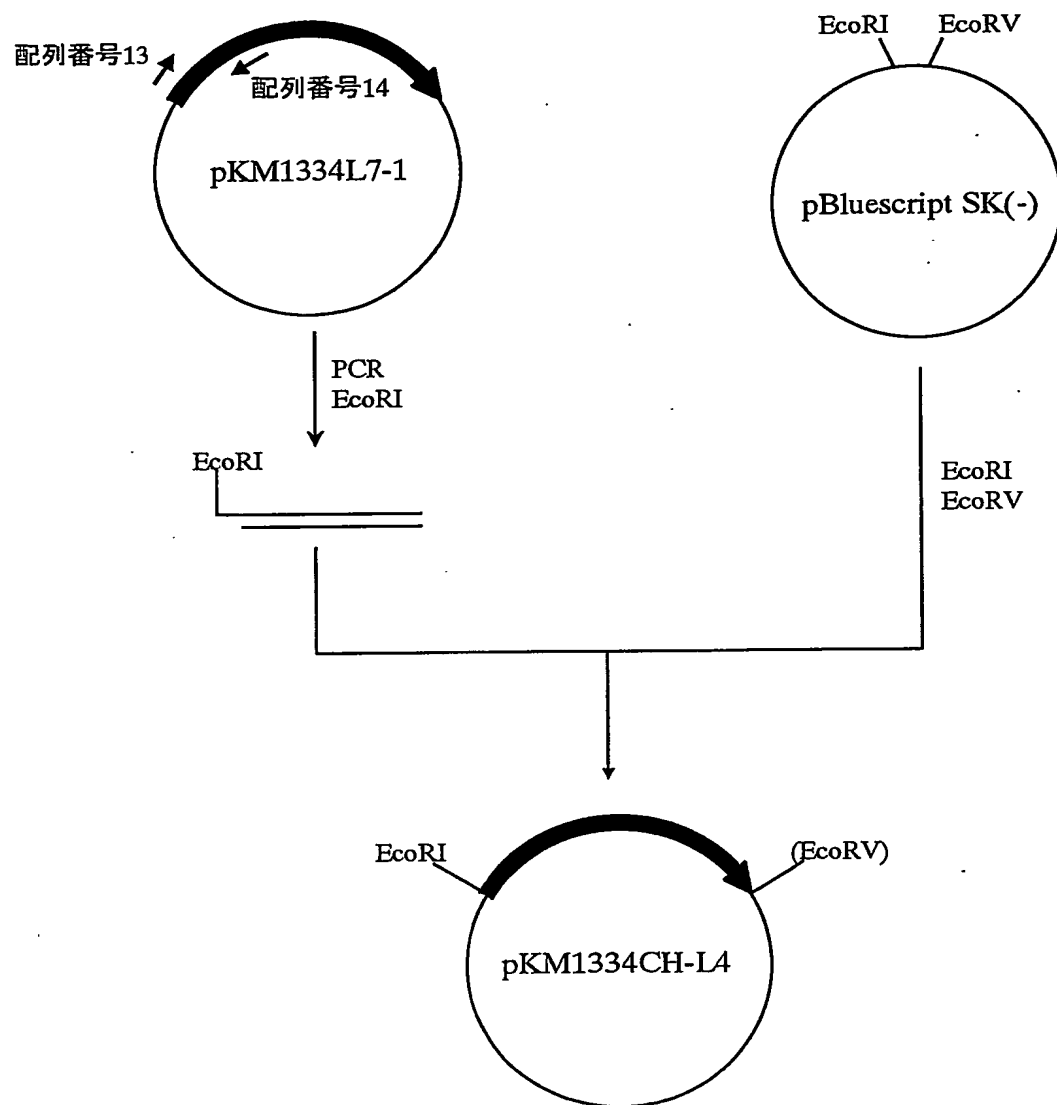 配列番号13
配列番号14
pKM1334L7-1
EcoRI
EcoRV
pBluescript SK(-)
PCR
EcoRI
EcoRI
EcoRI
EcoRV
EcoRI
(EcoRV)
pKM1334CH-L4